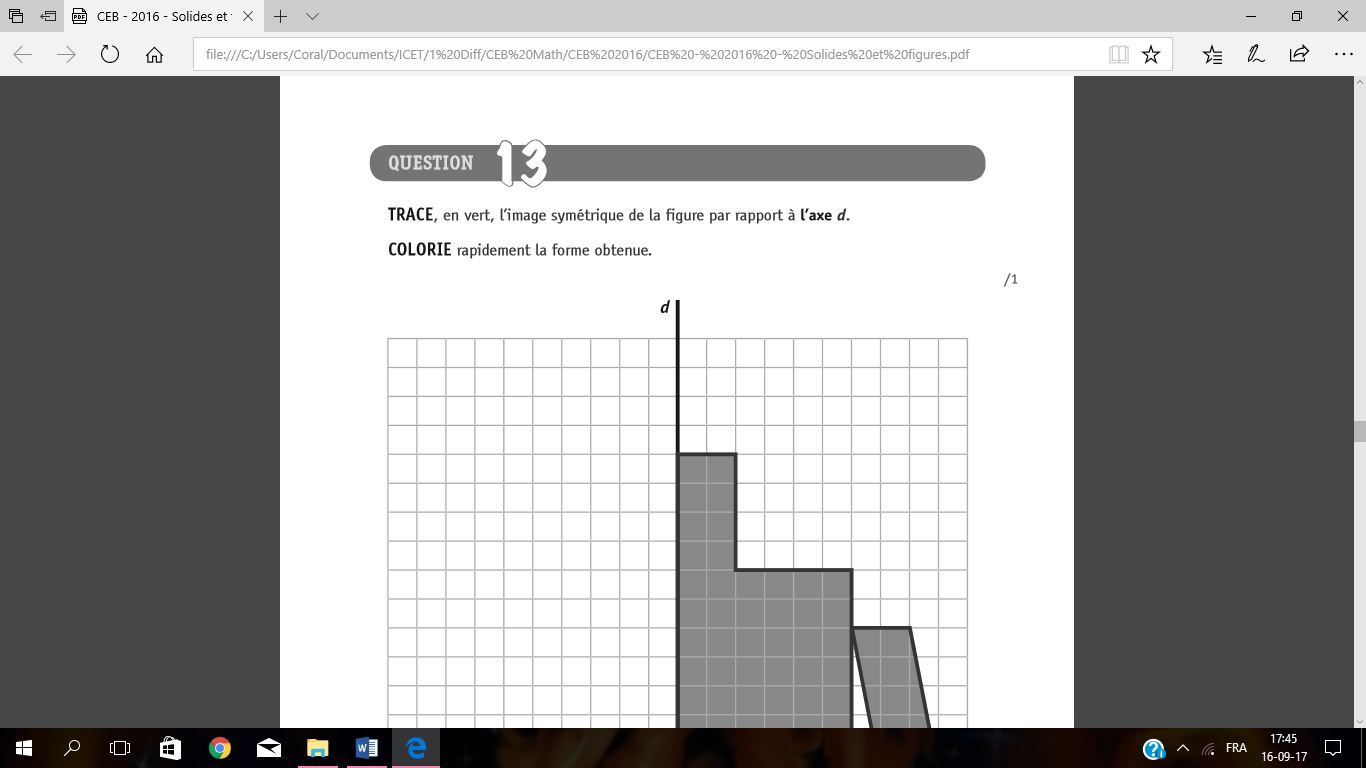 CEB - 2016 - Solides et
file:///C:/Users/Coral/Documents/ICET/1%20Diff/CEB%20Math/CEB%202016/CEB%20-%202016%20-%20Solides%20et%20figures.pdf
QUESTION 13
TRACE, en vert, l'image symétrique de la figure par rapport à l'axe d.
COLORIE rapidement la forme obtenue.
/1
d
FRA
17:45
16-09-17